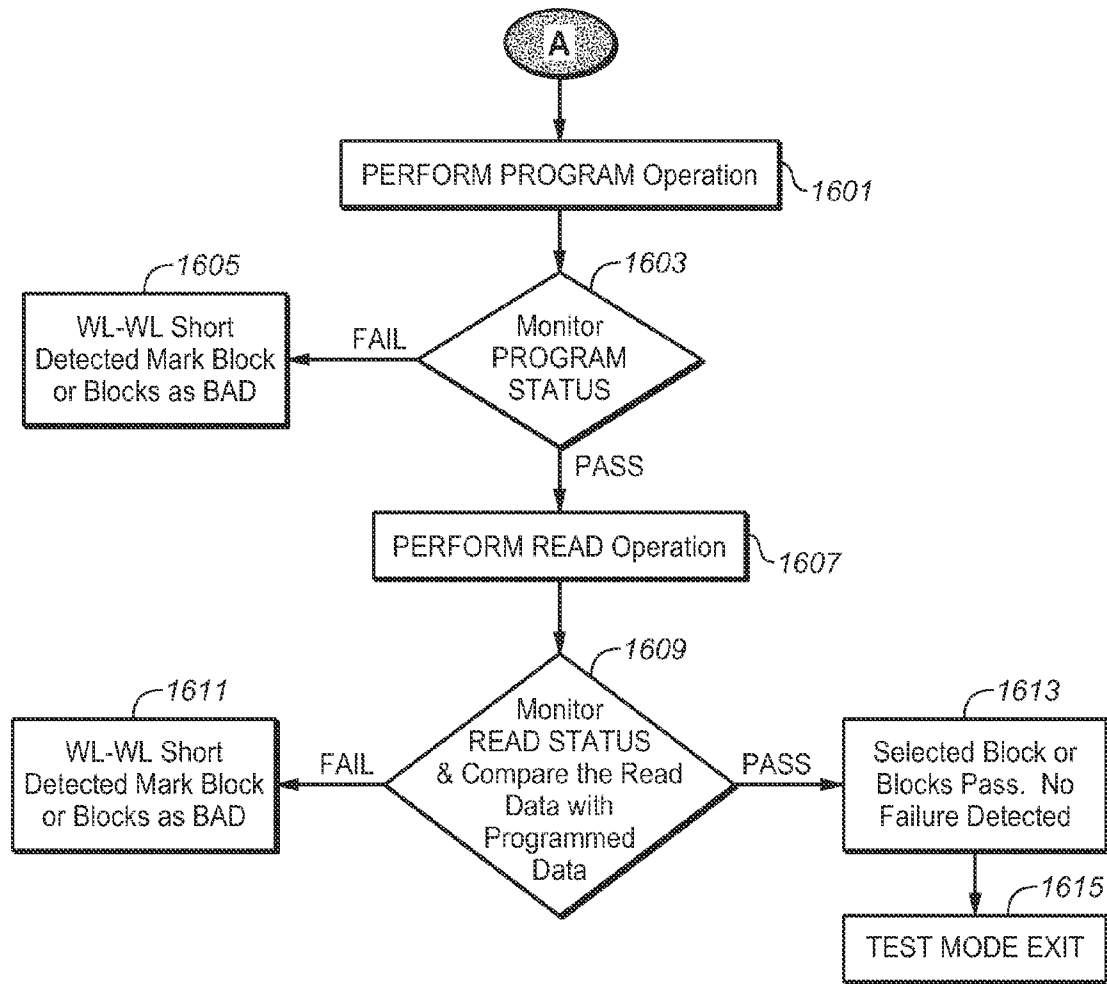 A
PERFORM PROGRAM Operation
1601
1603
Monitor
PROGRAM
STATUS
FAIL
1605
WL-WL Short
Detected Mark Block
or Blocks as BAD
PASS
PERFORM READ Operation
1607
1609
Monitor
READ STATUS
& Compare the Read
Data with
Programmed
Data
FAIL
1611
WL-WL Short
Detected Mark Block
or Blocks as BAD
PASS
1613
Selected Block or
Blocks Pass. No
Failure Detected
1615
TEST MODE EXIT